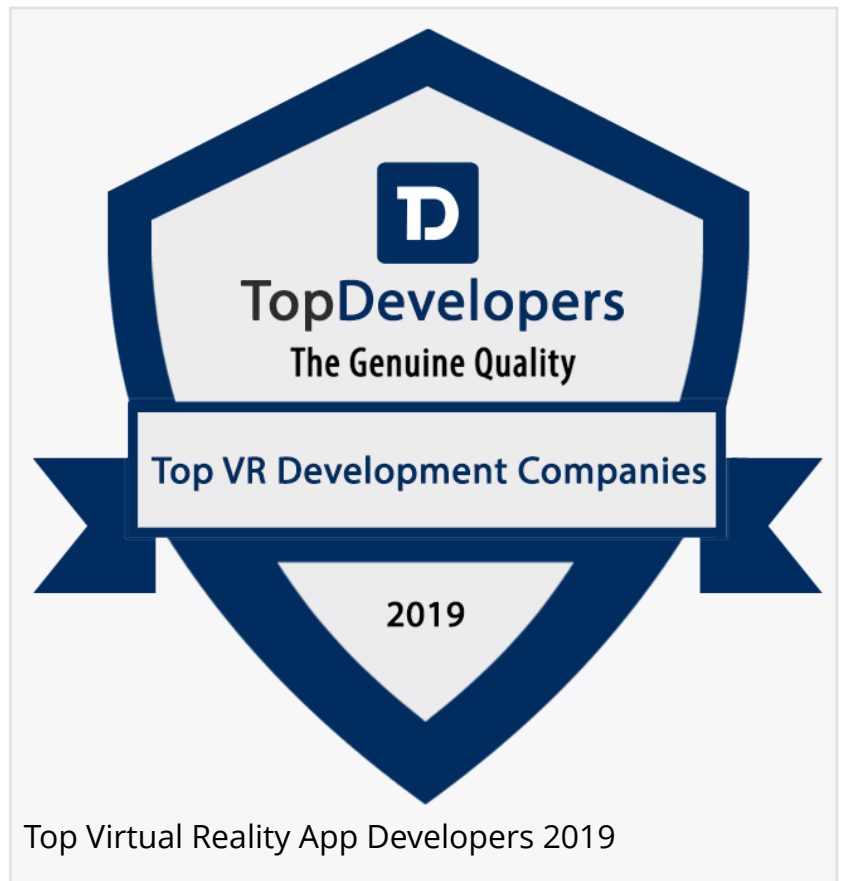 TD
TopDevelopers
The Genuine Quality
Top VR Development Companies
2019
Top Virtual Reality App Developers 2019